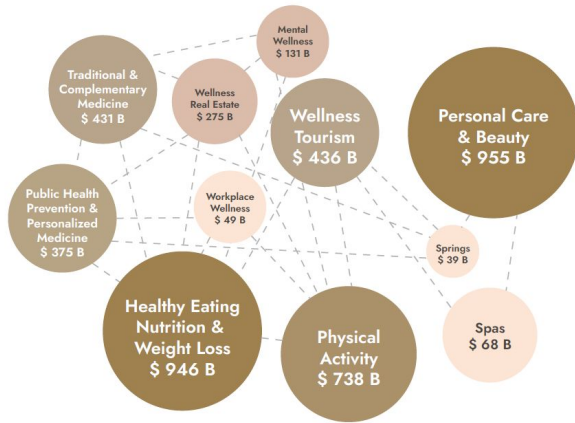 Mental
Wellness
$ 131 B
Traditional &
Complementary
Medicine
$ 431 B
Wellness
Real Estate
$ 275 B
Wellness
Tourism
$ 436 B
Personal Care
& Beauty
$ 955 B
Public Health
Prevention &
Personalized
Medicine
$ 375 B
Workplace
Wellness
$ 49 B
Springs
$ 39 B
Healthy Eating
Nutrition &
Weight Loss
$ 946 B
Physical
Activity
$ 738 B
Spas
$ 68 B